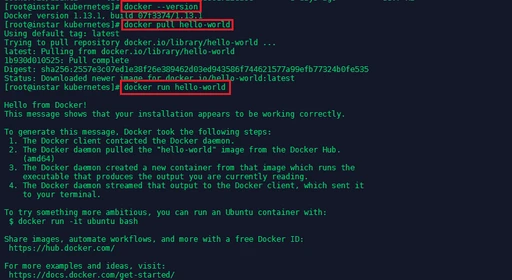 [root@instar kubernetes]# docker --version
Docker version 1.13.1, build 07f3374/1.13.1
[root@instar kubernetes]# docker pull hello-world
Using default tag: latest
Trying to pull repository docker.io/library/hello-world ...
latest: Pulling from docker.io/library/hello-world
1b930d010525: Pull complete
Digest: sha256:2557e3c07ed1e38f26e389462d03ed943586f744621577a99efb77324b0fe535
Status: Downloaded newer image for docker.io/hello-world:latest
[root@instar kubernetes]# docker run hello-world
Hello from Docker!
This message shows that your installation appears to be working correctly.
To generate this message, Docker took the following steps:
1. The Docker client contacted the Docker daemon.
2. The Docker daemon pulled the "hello-world" image from the Docker Hub.
(amd64)
3. The Docker daemon created a new container from that image which runs the
executable that produces the output you are currently reading.
4. The Docker daemon streamed that output to the Docker client, which sent it
to your terminal.
To try something more ambitious, you can run an Ubuntu container with:
$ docker run -it ubuntu bash
Share images, automate workflows, and more with a free Docker ID:
https://hub.docker.com/
For more examples and ideas, visit:
https://docs.docker.com/get-started/